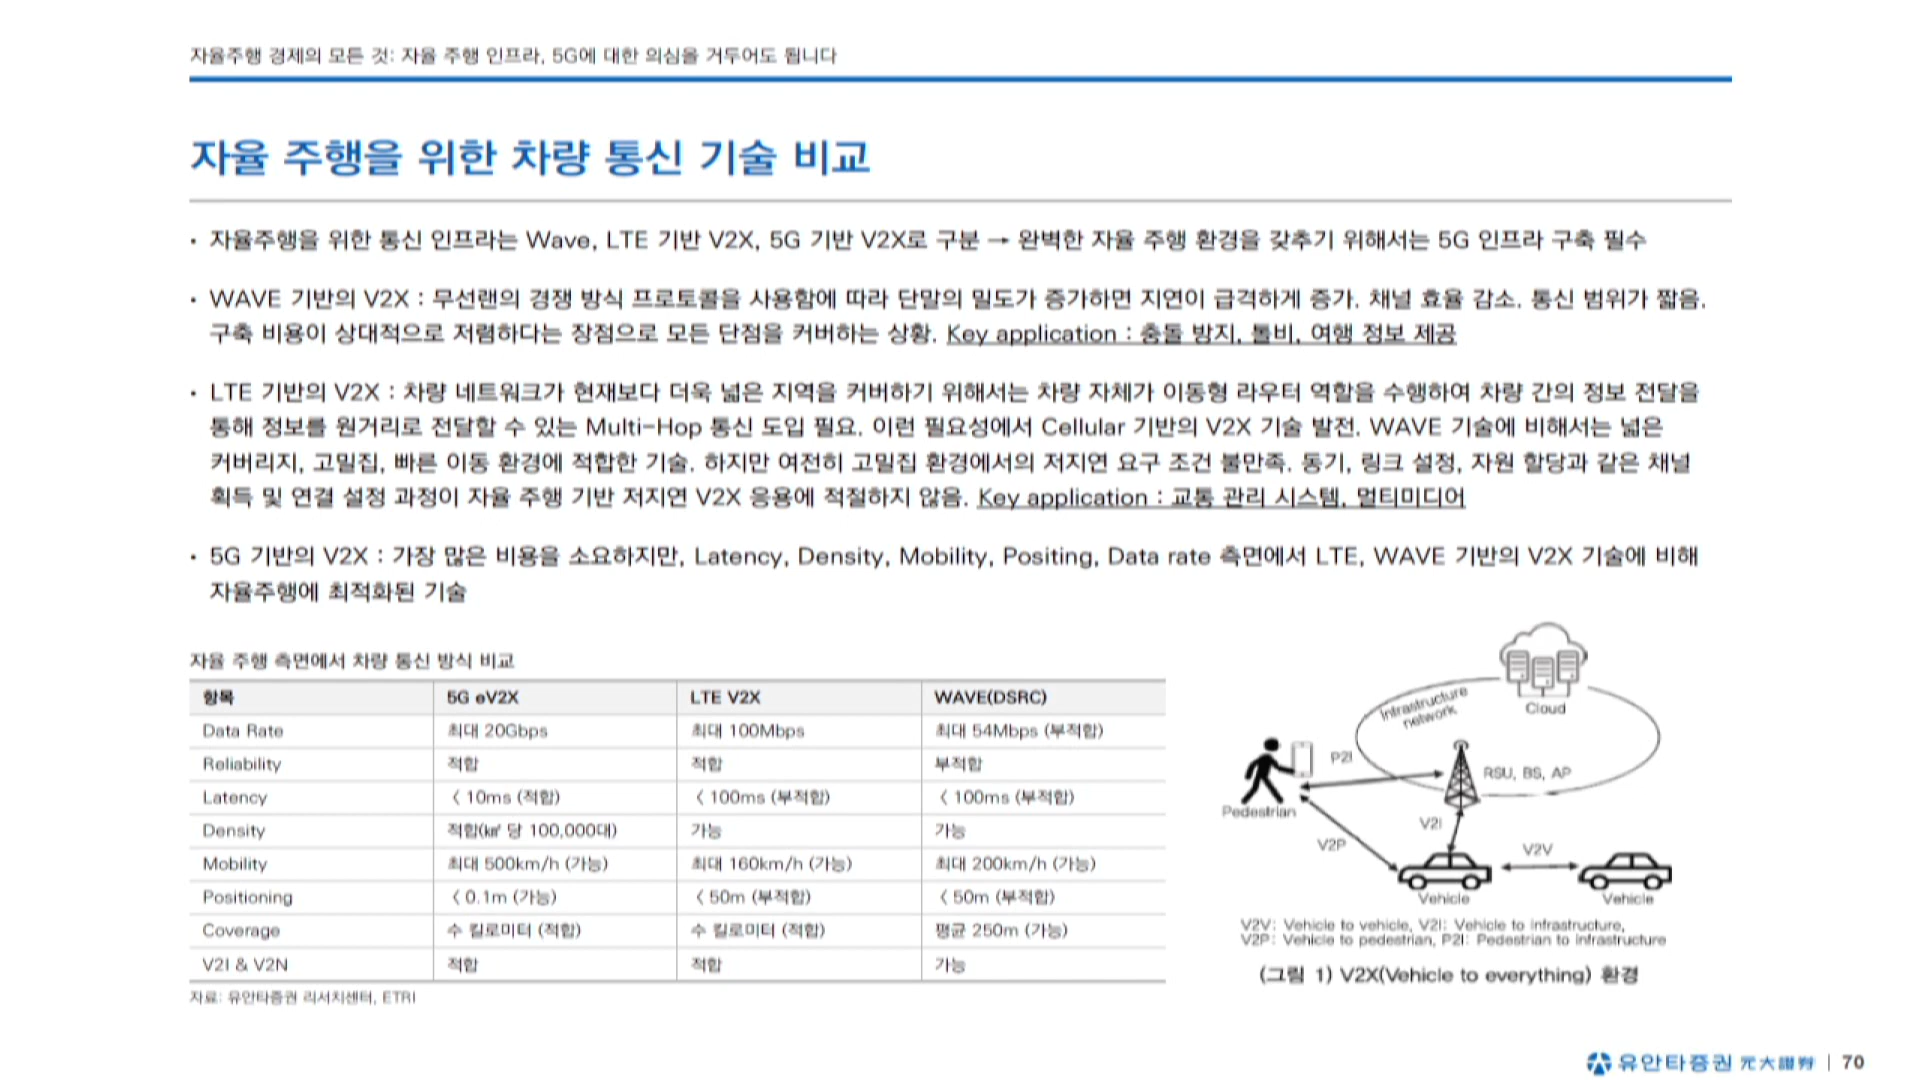 자율주행 경제의 모든 것: 자율 주행 인프라, 5G에 대한 의심을 거두어도 됩니다
자율 주행을 위한 차량 통신 기술 비교
• 자율주행을 위한 통신 인프라는 Wave, LTE 기반 V2X, 5G 기반 V2X로 구분 → 완벽한 자율 주행 환경을 갖추기 위해서는 5G 인프라 구축 필수
• WAVE 기반의 V2X : 무선랜의 경쟁 방식 프로토콜을 사용함에 따라 단말의 밀도가 증가하면 지연이 급격하게 증가. 채널 효율 감소. 통신 범위가 짧음.
구축 비용이 상대적으로 저렴하다는 장점으로 모든 단점을 커버하는 상황. Key application : 충돌 방지, 톨비, 여행 정보 제공
• LTE 기반의 V2X : 차량 네트워크가 현재보다 더욱 넓은 지역을 커버하기 위해서는 차량 자체가 이동형 라우터 역할을 수행하여 차량 간의 정보 전달을
통해 정보를 원거리로 전달할 수 있는 Multi-Hop 통신 도입 필요. 이런 필요성에서 Cellular 기반의 V2X 기술 발전. WAVE 기술에 비해서는 넓은
커버리지, 고밀집, 빠른 이동 환경에 적합한 기술. 하지만 여전히 고밀집 환경에서의 저지연 요구 조건 불만족. 동기, 링크 설정, 자원 할당과 같은 채널
획득 및 연결 설정 과정이 자율 주행 기반 저지연 V2X 응용에 적절하지 않음. Key application : 교통 관리 시스템, 멀티미디어
• 5G 기반의 V2X : 가장 많은 비용을 소요하지만, Latency, Density, Mobility, Positing, Data rate 측면에서 LTE, WAVE 기반의 V2X 기술에 비해
자율주행에 최적화된 기술
자율 주행 측면에서 차량 통신 방식 비교
항목 5G eV2X LTE V2X WAVE(DSRC)
Data Rate 최대 20Gbps 최대 100Mbps 최대 54Mbps (부적합)
Reliability 적합 적합 부적합
Latency < 10ms (적합) < 100ms (부적합) < 100ms (부적합)
Density 적합(㎢ 당 100,000대) 가능 가능
Mobility 최대 500km/h (가능) 최대 160km/h (가능) 최대 200km/h (가능)
Positioning < 0.1m (가능) < 50m (부적합) < 50m (부적합)
Coverage 수 킬로미터 (적합) 수 킬로미터 (적합) 평균 250m (가능)
V2I & V2N 적합 적합 가능
자료: 유안타증권 리서치센터, ETRI
Infrastructure
network
Cloud
P2I
RSU, BS, AP
Pedestrian
V2I
V2P
V2V
Vehicle
Vehicle
V2V: Vehicle to vehicle, V2I: Vehicle to infrastructure,
V2P: Vehicle to pedestrian, P2I: Pedestrian to infrastructure
(그림 1) V2X(Vehicle to everything) 환경
유안타증권 元大證券 | 70